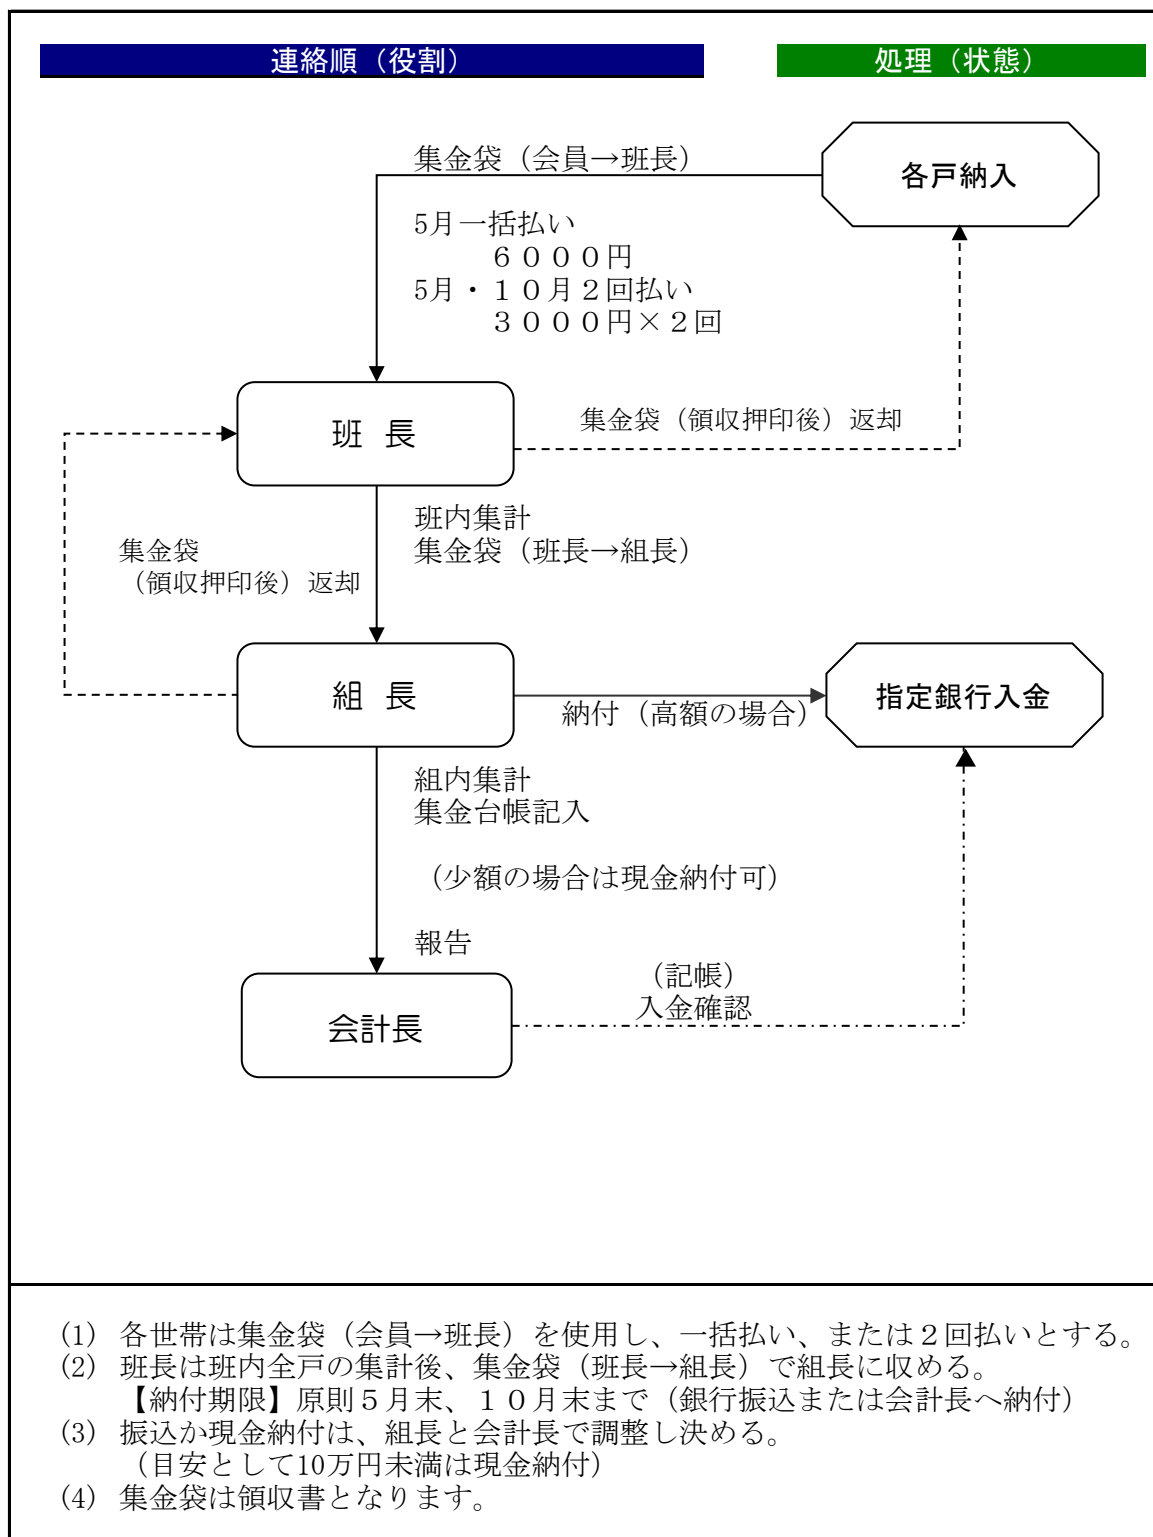 連絡順（役割）
処理（状態）
集金袋（会員→班長）
各戸納入
5月一括払い
６０００円
5月・１０月２回払い
３０００円×２回
班 長
集金袋（領収押印後）返却
班内集計
集金袋（班長→組長）
集金袋
（領収押印後）返却
組 長
指定銀行入金
納付（高額の場合）
組内集計
集金台帳記入
（少額の場合は現金納付可）
報告
（記帳）
入金確認
会計長
(1) 各世帯は集金袋（会員→班長）を使用し、一括払い、または２回払いとする。
(2) 班長は班内全戸の集計後、集金袋（班長→組長）で組長に収める。
【納付期限】原則５月末、１０月末まで（銀行振込または会計長へ納付）
(3) 振込か現金納付は、組長と会計長で調整し決める。
（目安として10万円未満は現金納付）
(4) 集金袋は領収書となります。